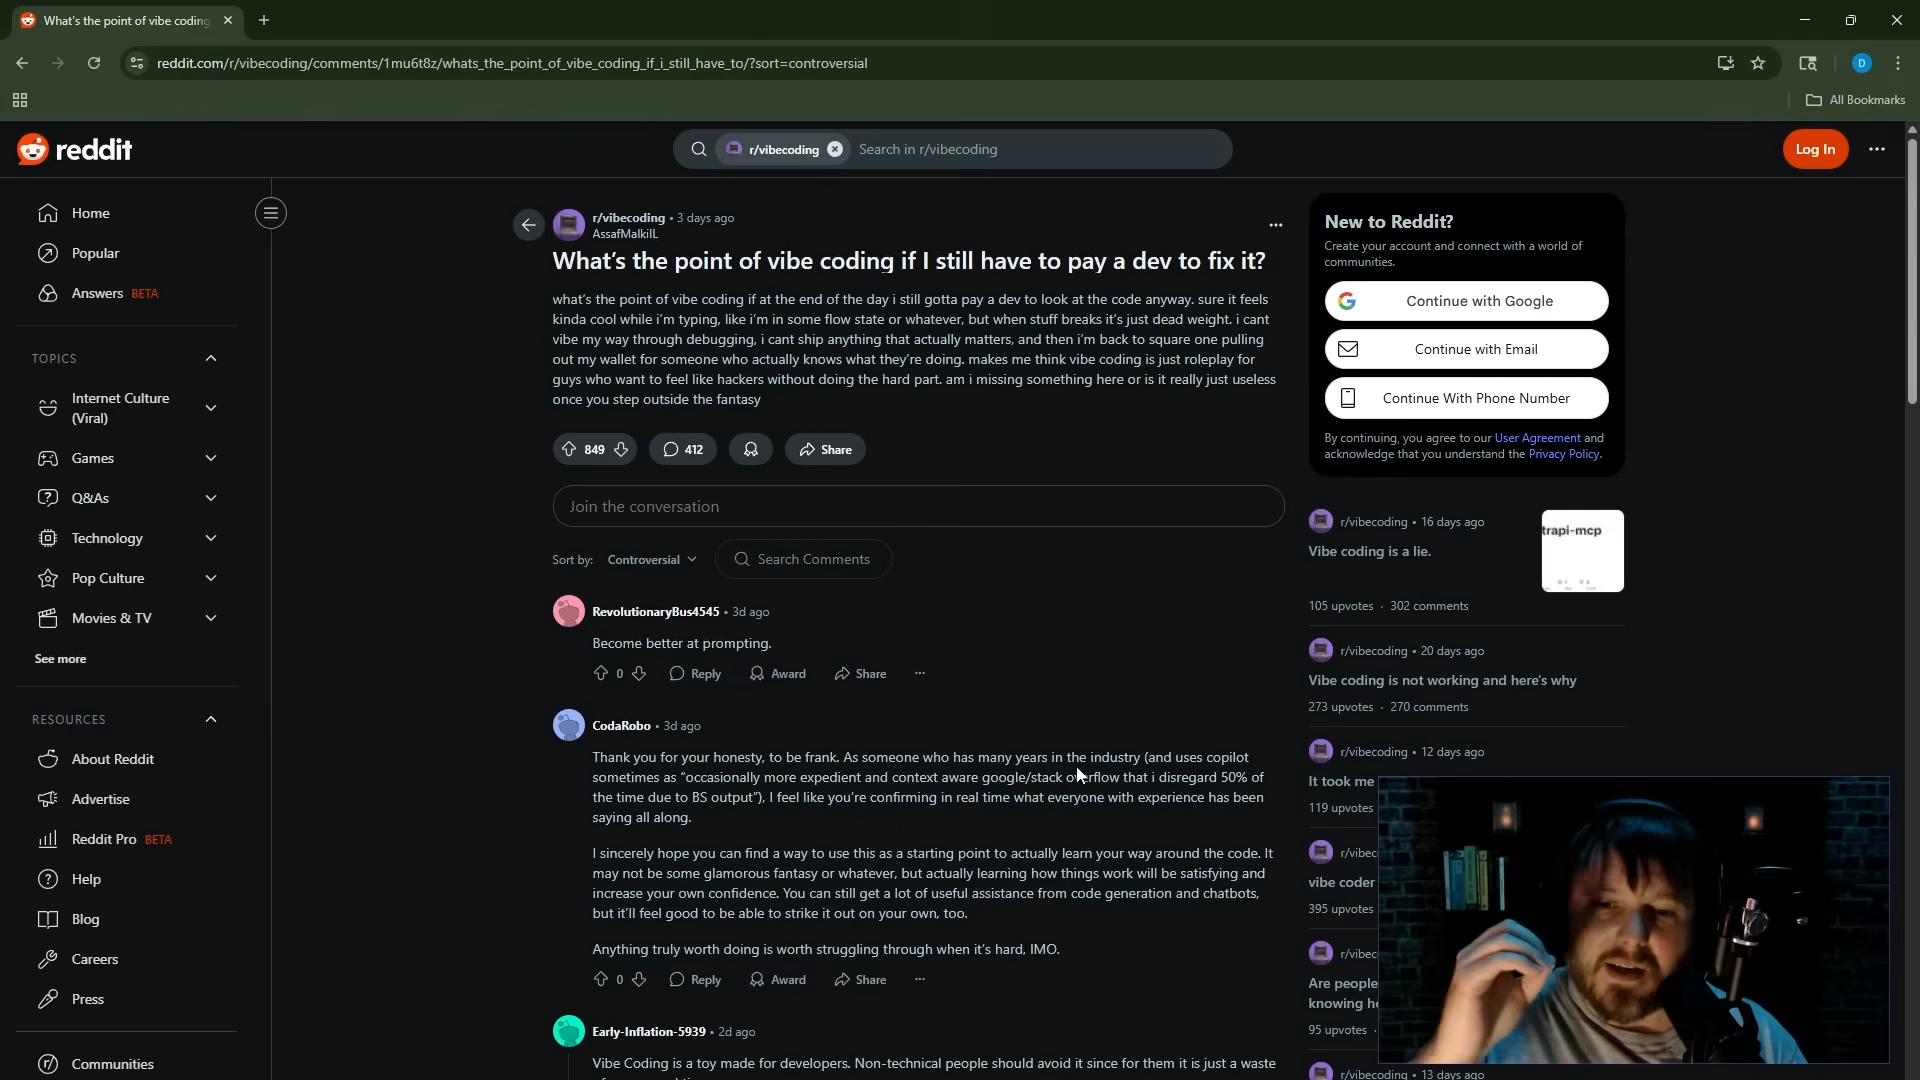 What's the point of vibe coding
reddit.com/r/vibecoding/comments/1mu6t8z/whats_the_point_of_vibe_coding_if_i_still_have_to/?sort=controversial
D
All Bookmarks
reddit
r/vibecoding
Search in r/vibecoding
Log In
Home
Popular
Answers BETA
TOPICS
Internet Culture
(Viral)
Games
Q&As
Technology
Pop Culture
Movies & TV
See more
RESOURCES
About Reddit
Advertise
Reddit Pro BETA
Help
Blog
Careers
Press
Communities
r/vibecoding • 3 days ago
AssafMalkiIL
What's the point of vibe coding if I still have to pay a dev to fix it?
what's the point of vibe coding if at the end of the day i still gotta pay a dev to look at the code anyway. sure it feels
kinda cool while i'm typing, like i'm in some flow state or whatever, but when stuff breaks it's just dead weight. i cant
vibe my way through debugging, i cant ship anything that actually matters, and then i'm back to square one pulling
out my wallet for someone who actually knows what they're doing. makes me think vibe coding is just roleplay for
guys who want to feel like hackers without doing the hard part. am i missing something here or is it really just useless
once you step outside the fantasy
849
412
Share
Join the conversation
Sort by: Controversial
Search Comments
RevolutionaryBus4545 • 3d ago
Become better at prompting.
0 Reply Award Share
CodaRobo • 3d ago
Thank you for your honesty, to be frank. As someone who has many years in the industry (and uses copilot
sometimes as "occasionally more expedient and context aware google/stack overflow that i disregard 50% of
the time due to BS output"), I feel like you're confirming in real time what everyone with experience has been
saying all along.
I sincerely hope you can find a way to use this as a starting point to actually learn your way around the code. It
may not be some glamorous fantasy or whatever, but actually learning how things work will be satisfying and
increase your own confidence. You can still get a lot of useful assistance from code generation and chatbots,
but it'll feel good to be able to strike it out on your own, too.
Anything truly worth doing is worth struggling through when it's hard, IMO.
0 Reply Award Share
Early-Inflation-5939 • 2d ago
Vibe Coding is a toy made for developers. Non-technical people should avoid it since for them it is just a waste
New to Reddit?
Create your account and connect with a world of
communities.
Continue with Google
Continue with Email
Continue With Phone Number
By continuing, you agree to our User Agreement and
acknowledge that you understand the Privacy Policy.
r/vibecoding • 16 days ago
Vibe coding is a lie.
trapi-mcp
105 upvotes · 302 comments
r/vibecoding • 20 days ago
Vibe coding is not working and here's why
273 upvotes · 270 comments
r/vibecoding • 12 days ago
It took me
119 upvotes
r/vibec
vibe coder
395 upvotes
r/vibec
Are people
knowing h
95 upvotes ·
r/vibecoding • 13 days ago